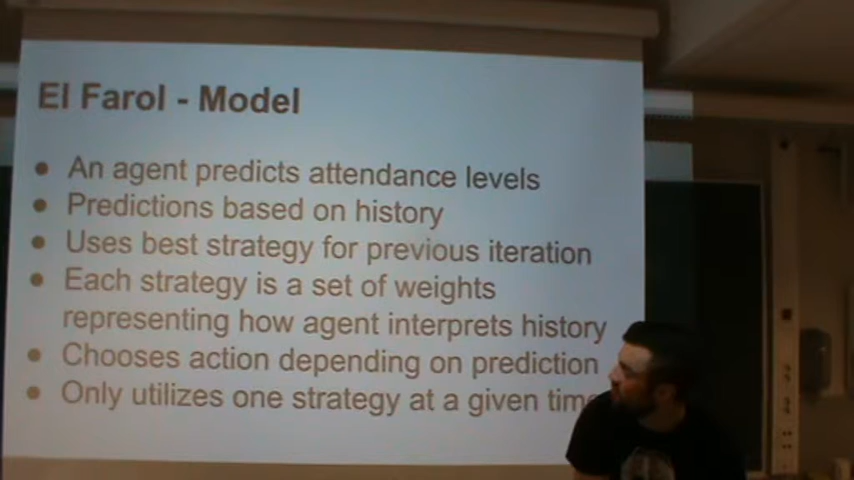 El Farol - Model
● An agent predicts attendance levels
● Predictions based on history
● Uses best strategy for previous iteration
● Each strategy is a set of weights
representing how agent interprets history
● Chooses action depending on prediction
● Only utilizes one strategy at a given time